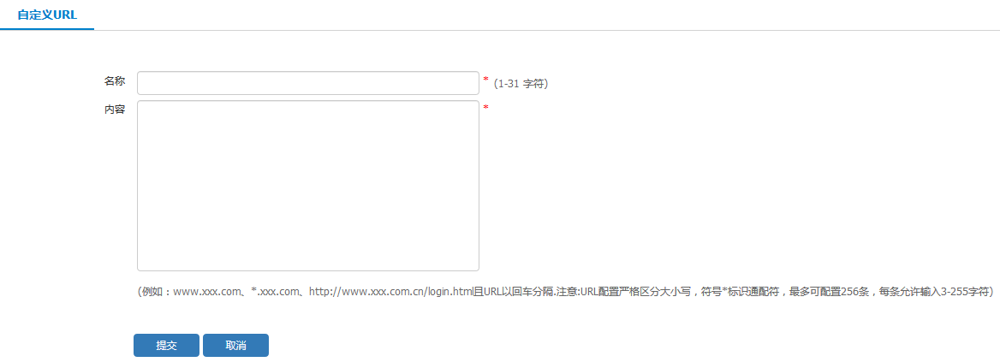 自定义URL
名称 * (1-31 字符)
内容 *
(例如：www.xxx.com、*.xxx.com、http://www.xxx.com.cn/login.html且URL以回车分隔.注意:URL配置严格区分大小写，符号*标识通配符，最多可配置256条，每条允许输入3-255字符)
提交 取消